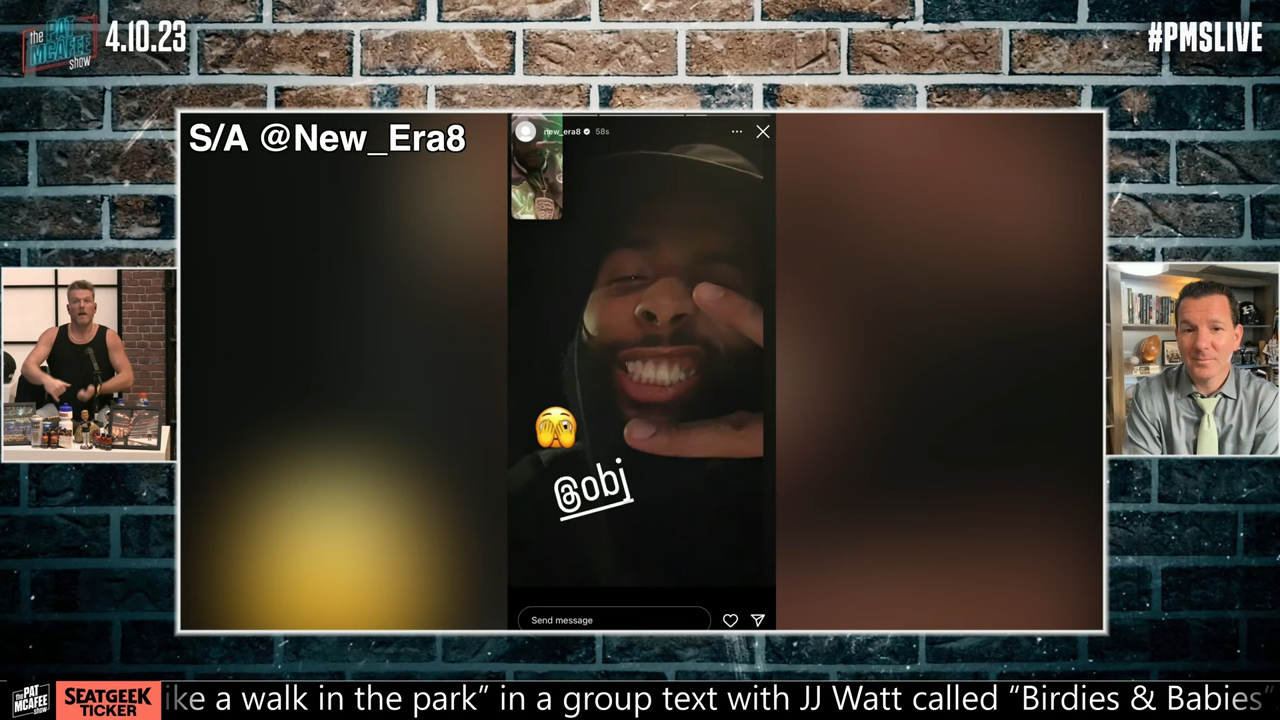 the
PAT
MCAFEE
show
4.10.23
#PMSLIVE
S/A @New_Era8
new_era8 58s
@obj
Send message
the PAT
MCAFEE
show
SEATGEEK
TICKER
ike a walk in the park” in a group text with JJ Watt called “Birdies & Babies”